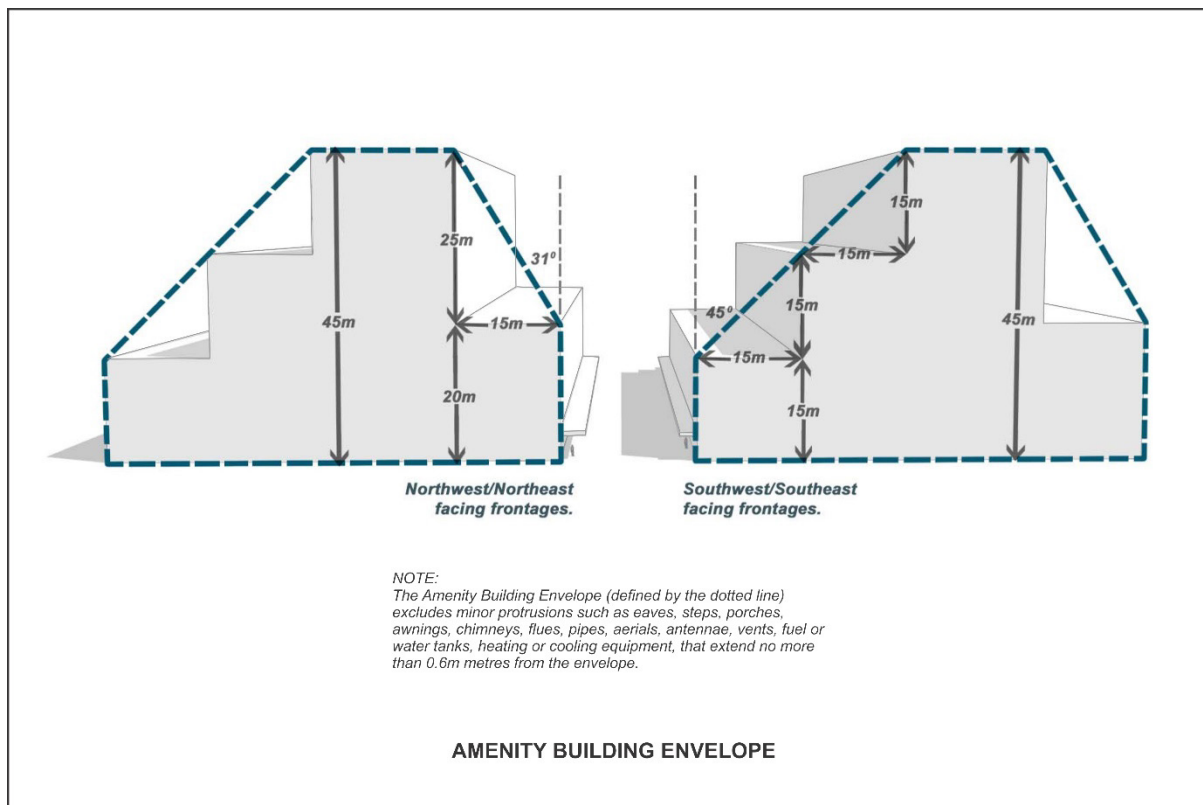 25m
31⁰
45m
15m
20m
15m
15m
15m
45⁰
15m
15m
45m
Northwest/Northeast
facing frontages.
Southwest/Southeast
facing frontages.
NOTE:
The Amenity Building Envelope (defined by the dotted line)
excludes minor protrusions such as eaves, steps, porches,
awnings, chimneys, flues, pipes, aerials, antennae, vents, fuel or
water tanks, heating or cooling equipment, that extend no more
than 0.6m metres from the envelope.
AMENITY BUILDING ENVELOPE